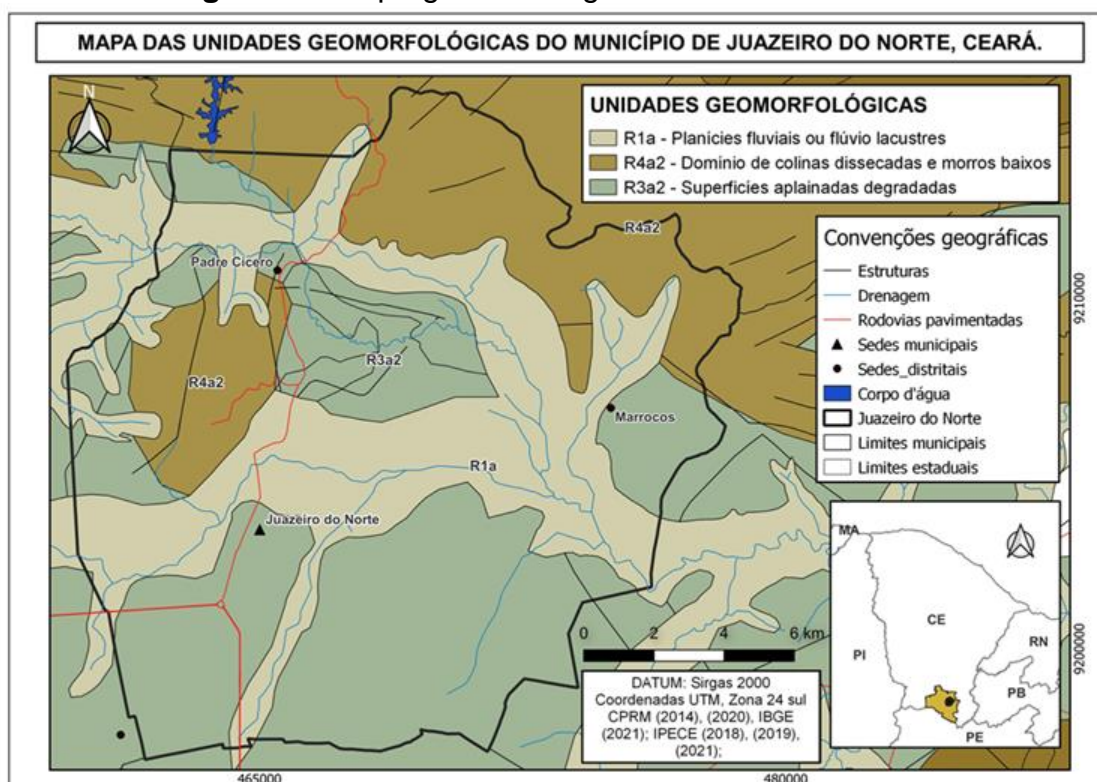 MAPA DAS UNIDADES GEOMORFOLÓGICAS DO MUNICÍPIO DE JUAZEIRO DO NORTE, CEARÁ.
N
UNIDADES GEOMORFOLÓGICAS
R1a - Planícies fluviais ou flúvio lacustres
R4a2 - Domínio de colinas dissecadas e morros baixos
R3a2 - Superfícies aplainadas degradadas
R4a2
Padre Cícero
R3a2
R4a2
Marrocos
R1a
Juazeiro do Norte
Convenções geográficas
Estruturas
Drenagem
Rodovias pavimentadas
Sedes municipais
Sedes_distritais
Corpo d'água
Juazeiro do Norte
Limites municipais
Limites estaduais
9210000
9200000
MA
CE
PI
RN
PB
PE
0 2 4 6 km
DATUM: Sirgas 2000
Coordenadas UTM, Zona 24 sul
CPRM (2014), (2020), IBGE
(2021); IPECE (2018), (2019),
(2021);
465000
480000